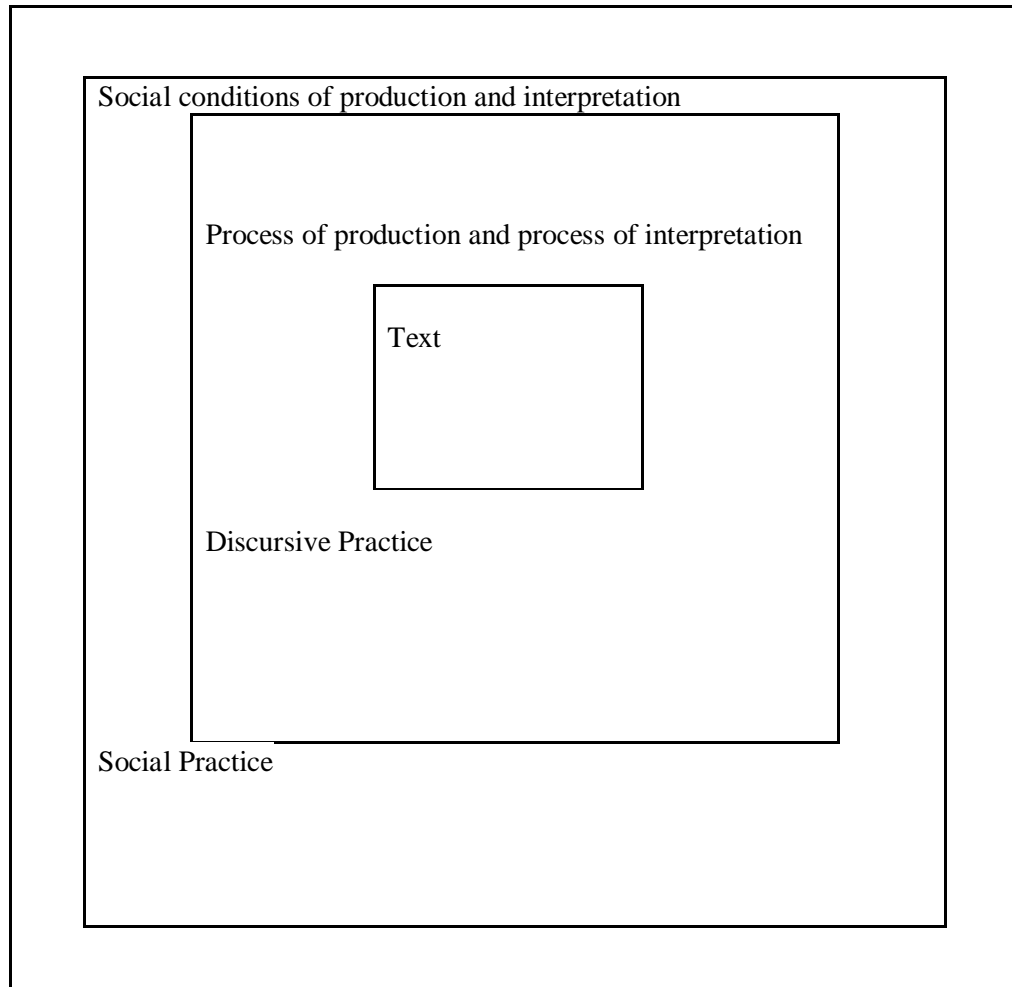 Social conditions of production and interpretation
Process of production and process of interpretation
Text
Discursive Practice
Social Practice